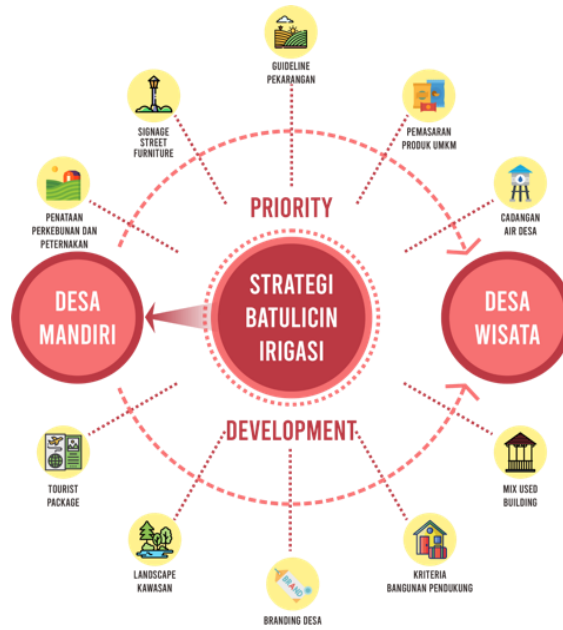 GUIDELINE
PEKARANGAN
SIGNAGE
STREET
FURNITURE
PEMASARAN
PRODUK UMKM
PENATAAN
PERKEBUNAN DAN
PETERNAKAN
CADANGAN
AIR DESA
PRIORITY
DESA
MANDIRI
STRATEGI
BATULICIN
IRIGASI
DESA
WISATA
DEVELOPMENT
TOURIST
PACKAGE
MIX USED
BUILDING
LANDSCAPE
KAWASAN
BRAND
BRANDING DESA
KRITERIA
BANGUNAN PENDUKUNG